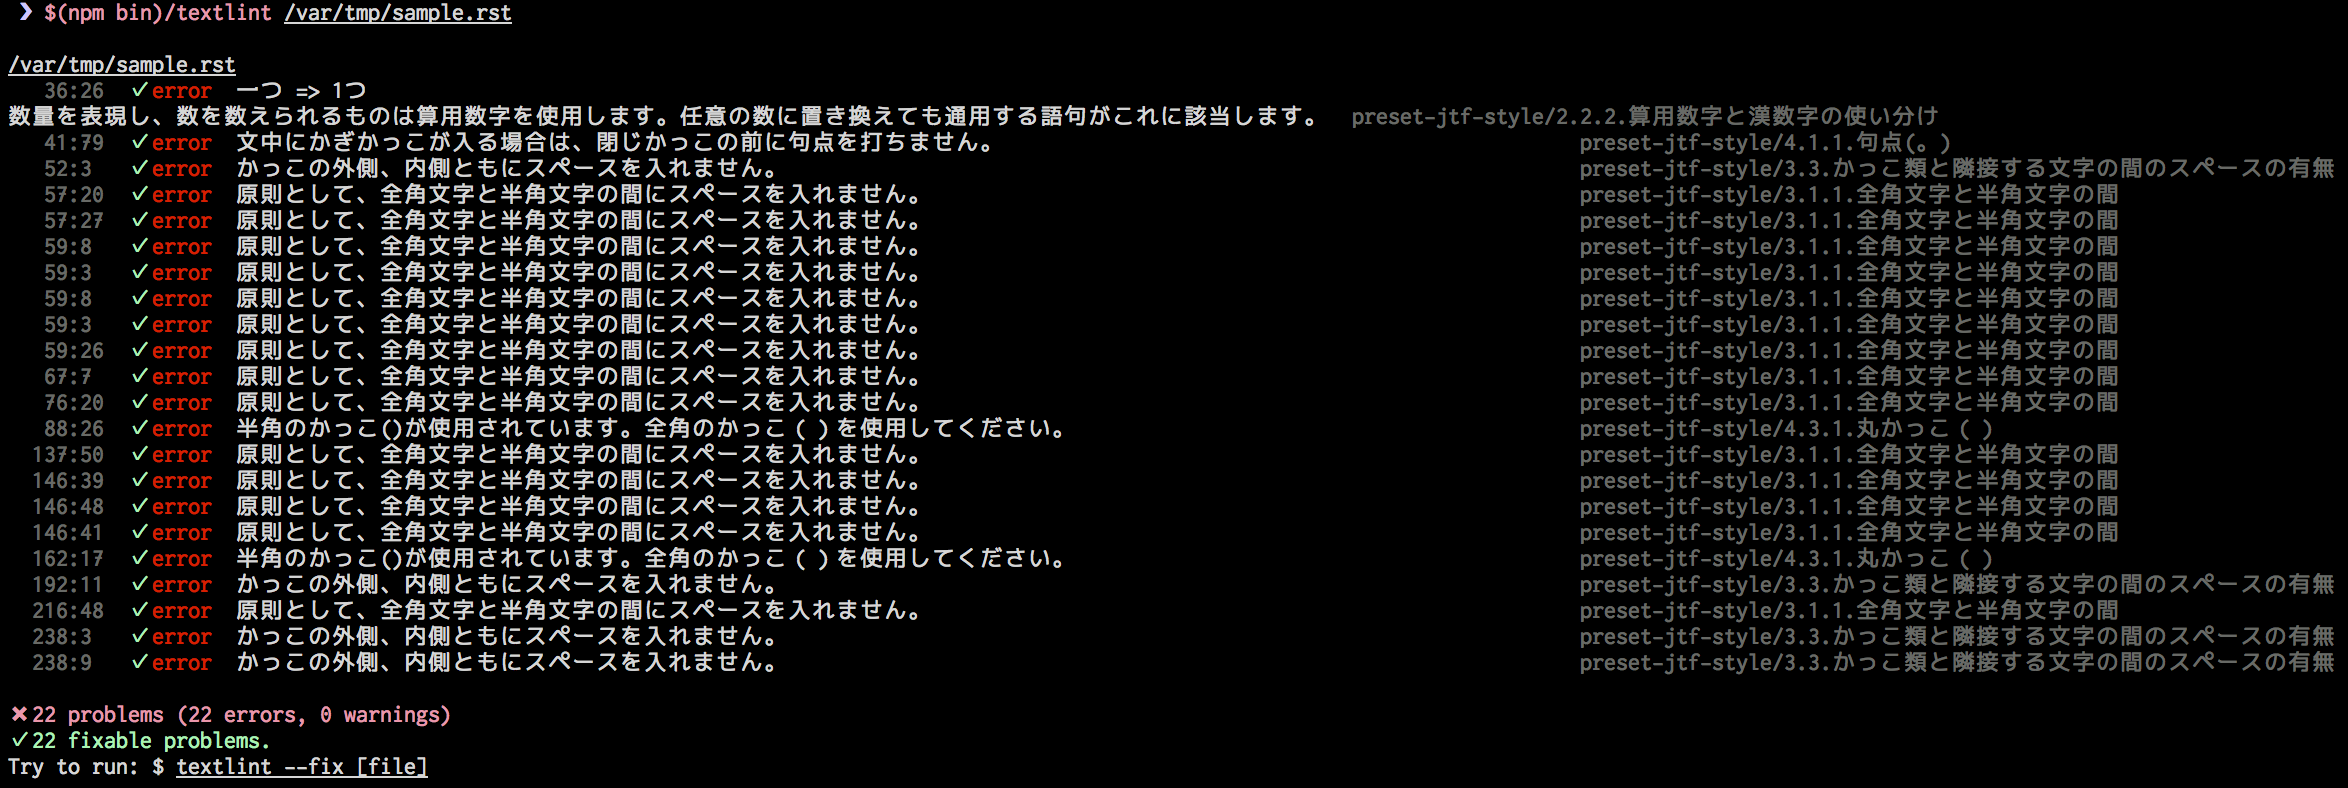 ❯ $(npm bin)/textlint /var/tmp/sample.rst
/var/tmp/sample.rst
36:26 ✓error 一つ => 1つ
数量を表現し、数を数えられるものは算用数字を使用します。任意の数に置き換えても通用する語句がこれに該当します。 preset-jtf-style/2.2.2.算用数字と漢数字の使い分け
41:79 ✓error 文中にかぎかっこが入る場合は、閉じかっこの前に句点を打ちません。 preset-jtf-style/4.1.1.句点(。)
52:3 ✓error かっこの外側、内側ともにスペースを入れません。 preset-jtf-style/3.3.かっこ類と隣接する文字の間のスペースの有無
57:20 ✓error 原則として、全角文字と半角文字の間にスペースを入れません。 preset-jtf-style/3.1.1.全角文字と半角文字の間
57:27 ✓error 原則として、全角文字と半角文字の間にスペースを入れません。 preset-jtf-style/3.1.1.全角文字と半角文字の間
59:8 ✓error 原則として、全角文字と半角文字の間にスペースを入れません。 preset-jtf-style/3.1.1.全角文字と半角文字の間
59:3 ✓error 原則として、全角文字と半角文字の間にスペースを入れません。 preset-jtf-style/3.1.1.全角文字と半角文字の間
59:8 ✓error 原則として、全角文字と半角文字の間にスペースを入れません。 preset-jtf-style/3.1.1.全角文字と半角文字の間
59:3 ✓error 原則として、全角文字と半角文字の間にスペースを入れません。 preset-jtf-style/3.1.1.全角文字と半角文字の間
59:26 ✓error 原則として、全角文字と半角文字の間にスペースを入れません。 preset-jtf-style/3.1.1.全角文字と半角文字の間
67:7 ✓error 原則として、全角文字と半角文字の間にスペースを入れません。 preset-jtf-style/3.1.1.全角文字と半角文字の間
76:20 ✓error 原則として、全角文字と半角文字の間にスペースを入れません。 preset-jtf-style/3.1.1.全角文字と半角文字の間
88:26 ✓error 半角のかっこ()が使用されています。全角のかっこ（）を使用してください。 preset-jtf-style/4.3.1.丸かっこ（）
137:50 ✓error 原則として、全角文字と半角文字の間にスペースを入れません。 preset-jtf-style/3.1.1.全角文字と半角文字の間
146:39 ✓error 原則として、全角文字と半角文字の間にスペースを入れません。 preset-jtf-style/3.1.1.全角文字と半角文字の間
146:48 ✓error 原則として、全角文字と半角文字の間にスペースを入れません。 preset-jtf-style/3.1.1.全角文字と半角文字の間
146:41 ✓error 原則として、全角文字と半角文字の間にスペースを入れません。 preset-jtf-style/3.1.1.全角文字と半角文字の間
162:17 ✓error 半角のかっこ()が使用されています。全角のかっこ（）を使用してください。 preset-jtf-style/4.3.1.丸かっこ（）
192:11 ✓error かっこの外側、内側ともにスペースを入れません。 preset-jtf-style/3.3.かっこ類と隣接する文字の間のスペースの有無
216:48 ✓error 原則として、全角文字と半角文字の間にスペースを入れません。 preset-jtf-style/3.1.1.全角文字と半角文字の間
238:3 ✓error かっこの外側、内側ともにスペースを入れません。 preset-jtf-style/3.3.かっこ類と隣接する文字の間のスペースの有無
238:9 ✓error かっこの外側、内側ともにスペースを入れません。 preset-jtf-style/3.3.かっこ類と隣接する文字の間のスペースの有無
✖22 problems (22 errors, 0 warnings)
✓22 fixable problems.
Try to run: $ textlint --fix [file]